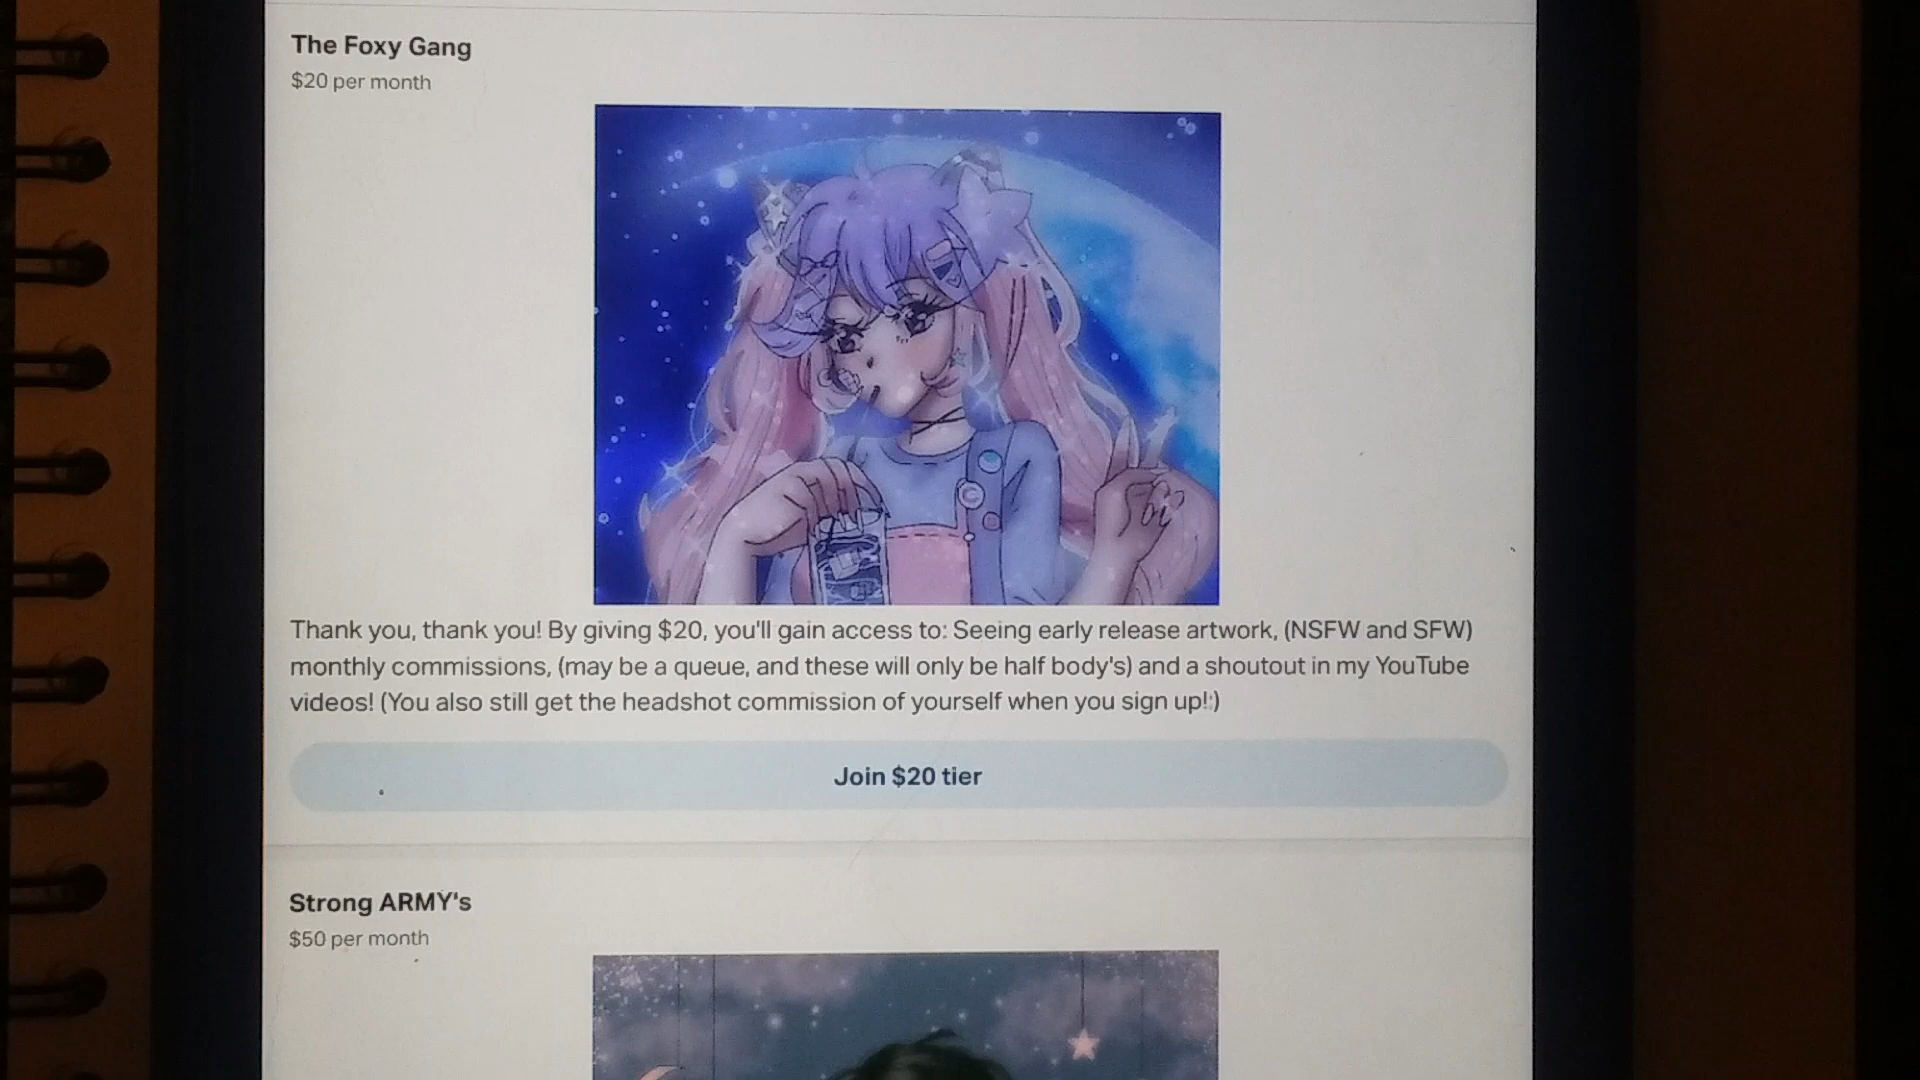 The Foxy Gang
$20 per month
Thank you, thank you! By giving $20, you'll gain access to: Seeing early release artwork, (NSFW and SFW)
monthly commissions, (may be a queue, and these will only be half body's) and a shoutout in my YouTube
videos! (You also still get the headshot commission of yourself when you sign up!:)
Join $20 tier
Strong ARMY's
$50 per month